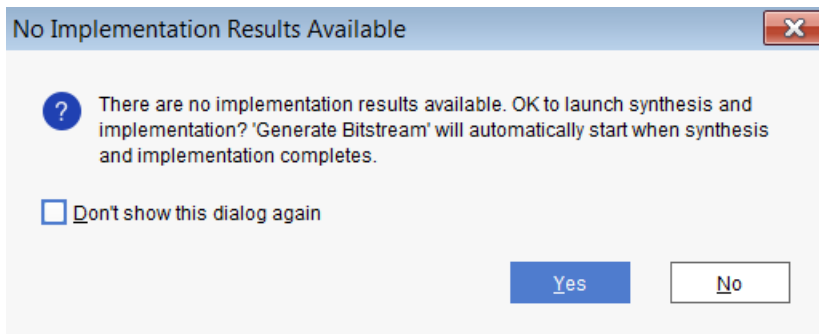 No Implementation Results Available
There are no implementation results available. OK to launch synthesis and
implementation? 'Generate Bitstream' will automatically start when synthesis
and implementation completes.
Don't show this dialog again
Yes No